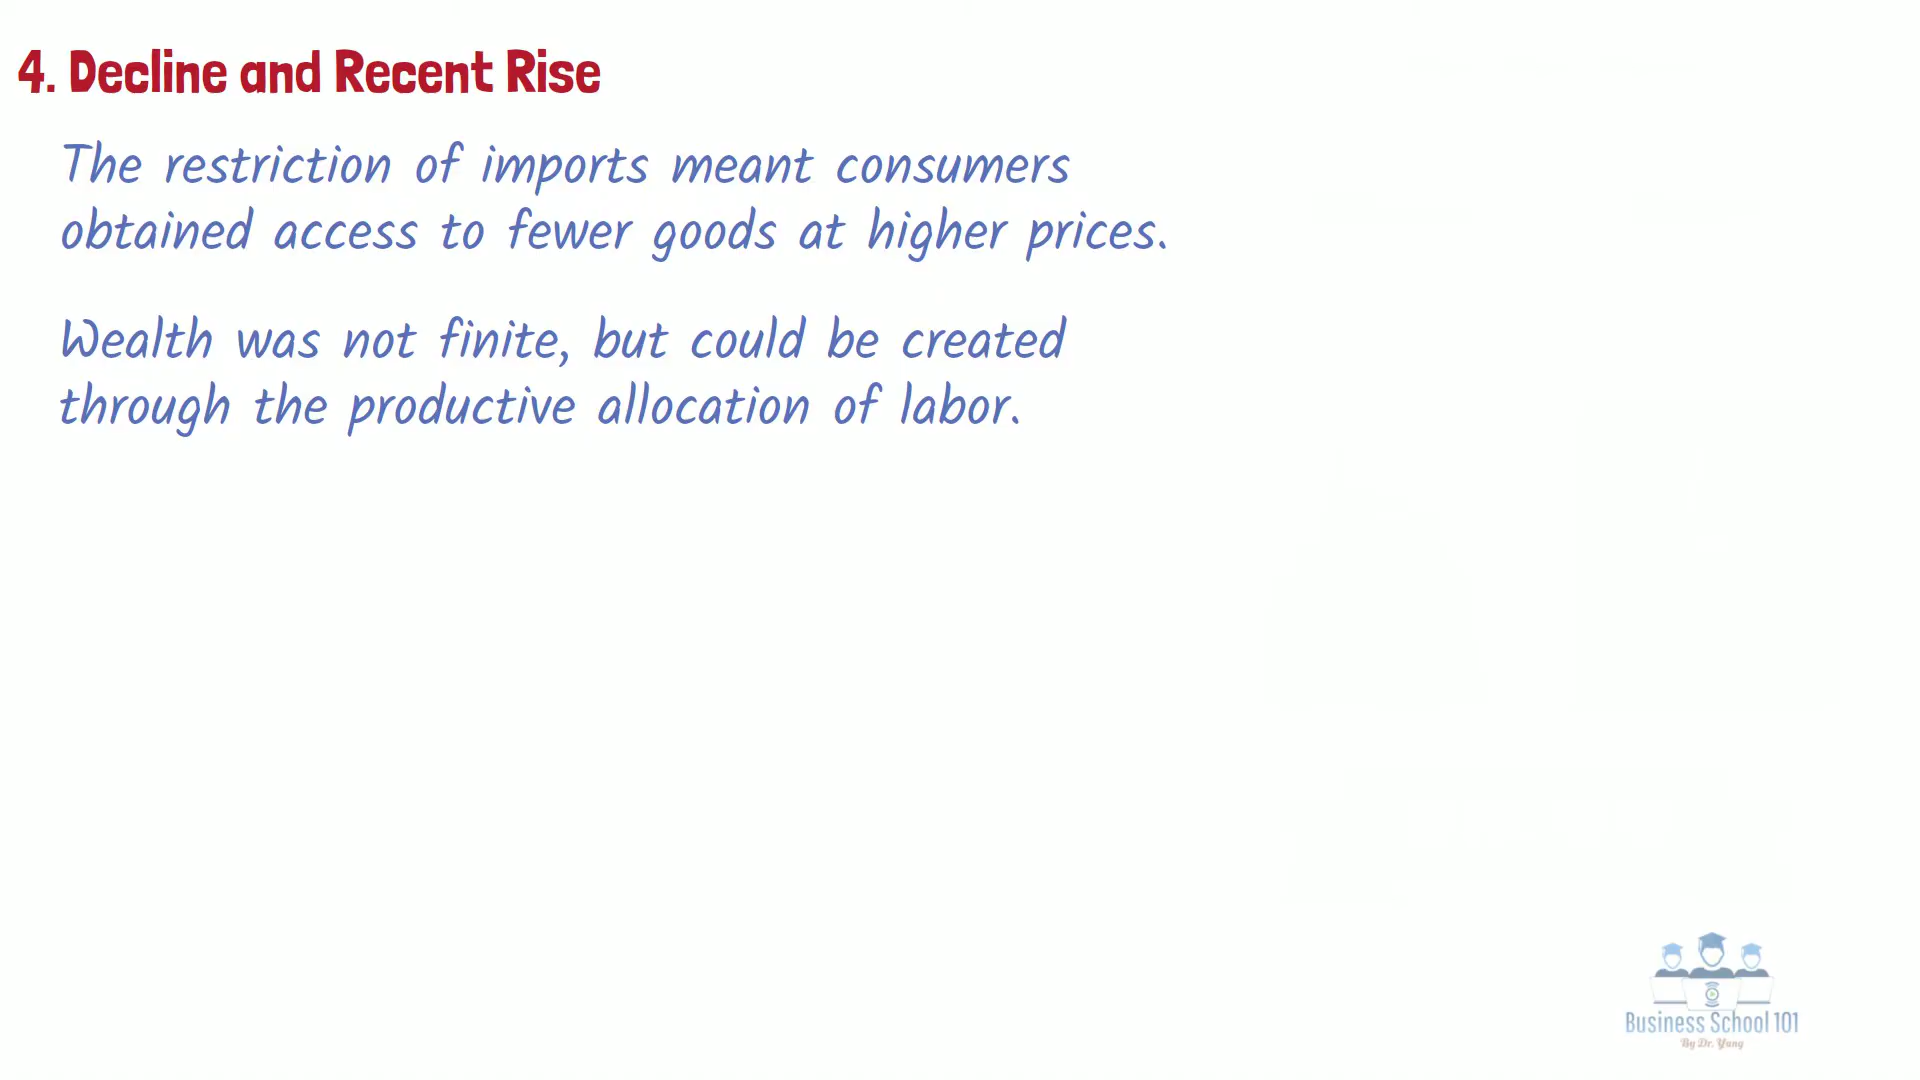 4. Decline and Recent Rise
The restriction of imports meant consumers
obtained access to fewer goods at higher prices.
Wealth was not finite, but could be created
through the productive allocation of labor.
Business School 101
By Dr. Yang